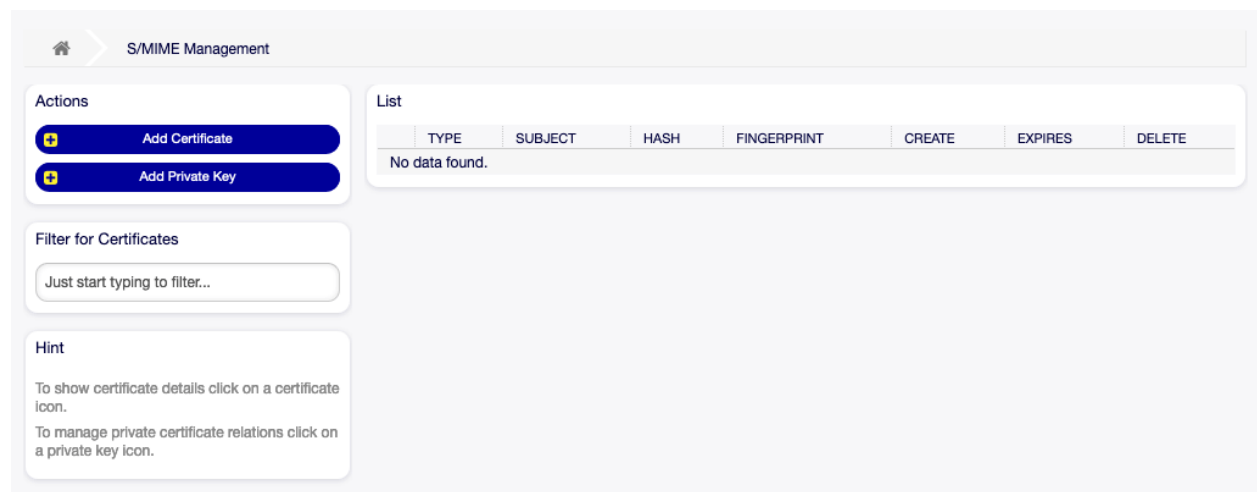 S/MIME Management
Actions
Add Certificate
Add Private Key
Filter for Certificates
Just start typing to filter...
Hint
To show certificate details click on a certificate
icon.
To manage private certificate relations click on
a private key icon.
List
TYPE SUBJECT HASH FINGERPRINT CREATE EXPIRES DELETE
No data found.